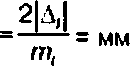 = 2|Δᵢ| / mᵢ = мм